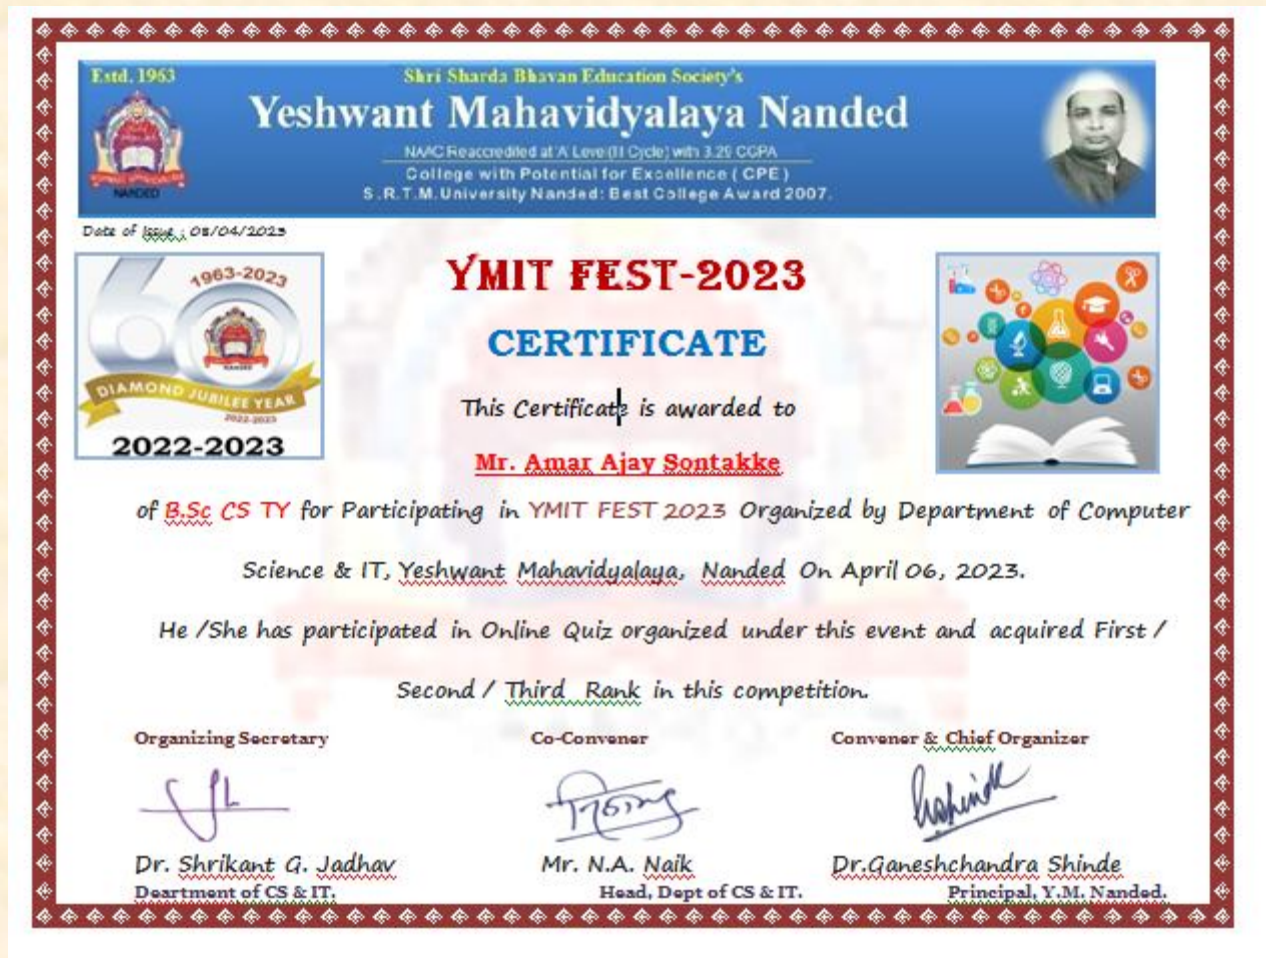 Estd. 1963
Shri Sharda Bhavan Education Society's
Yeshwant Mahavidyalaya Nanded
NAAC Reaccredited at 'A' Level (II Cycle) with 3.29 CGPA
College with Potential for Excellence ( CPE )
S.R.T.M.University Nanded: Best College Award 2007.
NANDED
Date of Issue : 08/04/2023
1963-2023
NANDED
DIAMOND JUBILEE YEAR
2022-2023
2022-2023
YMIT FEST-2023
CERTIFICATE
This Certificate is awarded to
Mr. Amar Ajay Sontakke
of B.Sc CS TY for Participating in YMIT FEST 2023 Organized by Department of Computer
Science & IT, Yeshwant Mahavidyalaya, Nanded On April 06, 2023.
He /She has participated in Online Quiz organized under this event and acquired First /
Second / Third Rank in this competition.
Organizing Secretary
Co-Convener
Convener & Chief Organizer
Dr. Shrikant G. Jadhav
Mr. N.A. Naik
Dr.Ganeshchandra Shinde
Deartment of CS & IT.
Head, Dept of CS & IT.
Principal, Y.M. Nanded.